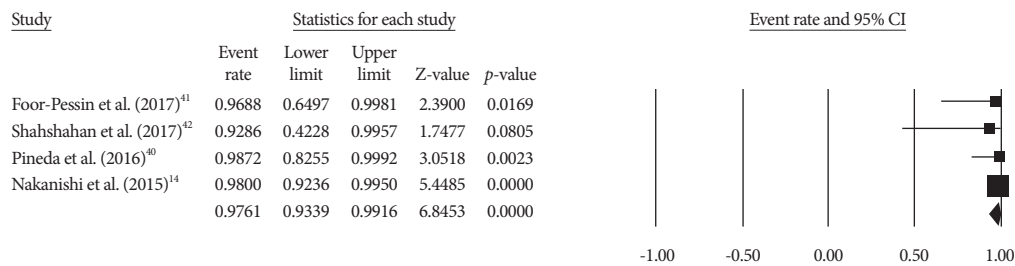 Study Statistics for each study Event rate and 95% CI
Event Lower Upper
rate limit limit Z-value p-value
Foor-Pessin et al. (2017)41 0.9688 0.6497 0.9981 2.3900 0.0169
Shahshahan et al. (2017)42 0.9286 0.4228 0.9957 1.7477 0.0805
Pineda et al. (2016)40 0.9872 0.8255 0.9992 3.0518 0.0023
Nakanishi et al. (2015)14 0.9800 0.9236 0.9950 5.4485 0.0000
0.9761 0.9339 0.9916 6.8453 0.0000
-1.00 -0.50 0.00 0.50 1.00